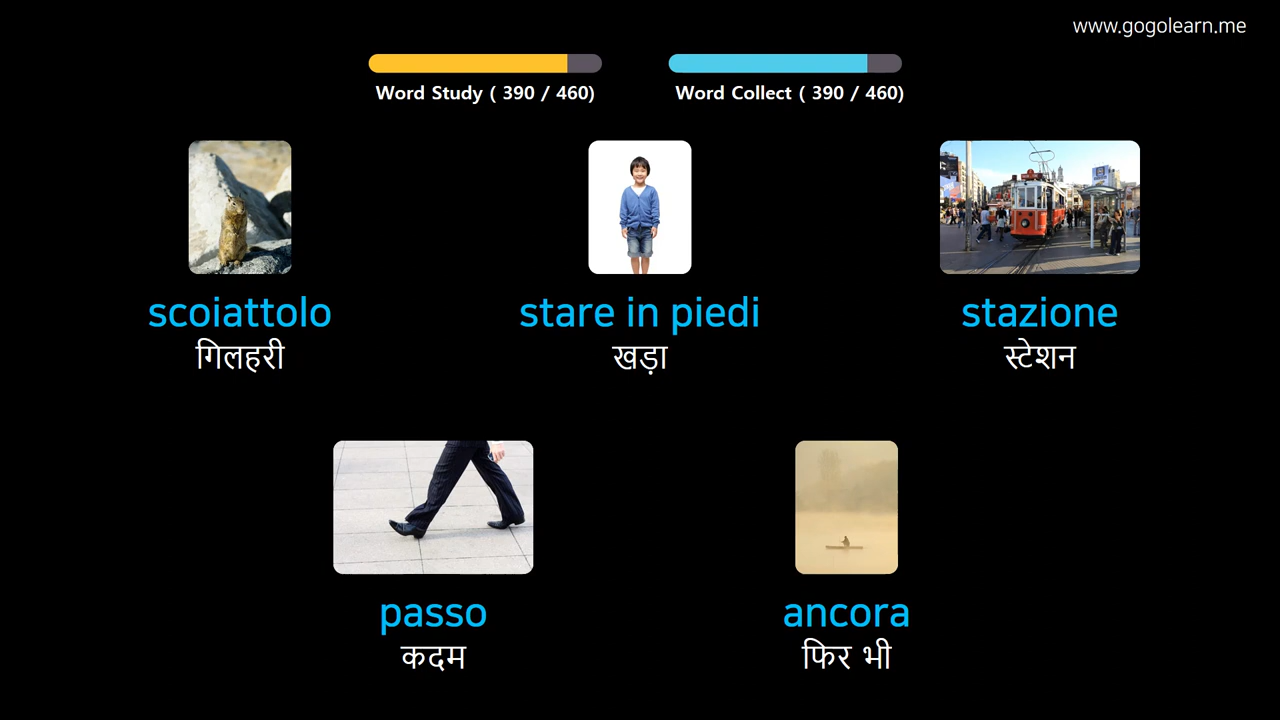 www.gogolearn.me
Word Study ( 390 / 460)
Word Collect ( 390 / 460)
scoiattolo
गिलहरी
stare in piedi
खड़ा
stazione
स्टेशन
passo
कदम
ancora
फिर भी